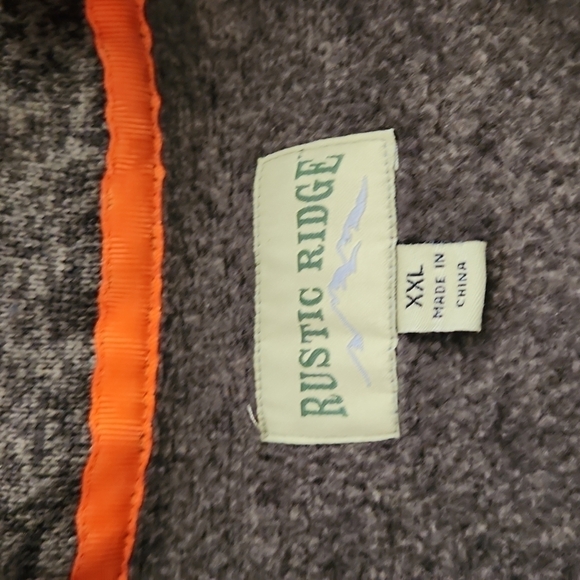 RUSTIC RIDGE
XXL
MADE IN
CHINA